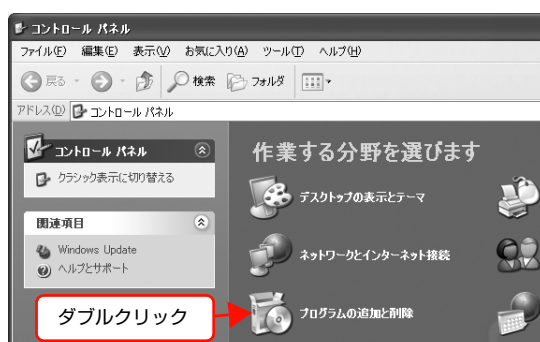 コントロール パネル
ファイル(F) 編集(E) 表示(V) お気に入り(A) ツール(T) ヘルプ(H)
戻る 検索 フォルダ
アドレス(D) コントロール パネル
コントロール パネル
クラシック表示に切り替える
関連項目
Windows Update
ヘルプとサポート
作業する分野を選びます
デスクトップの表示とテーマ
ネットワークとインターネット接続
プログラムの追加と削除
ダブルクリック